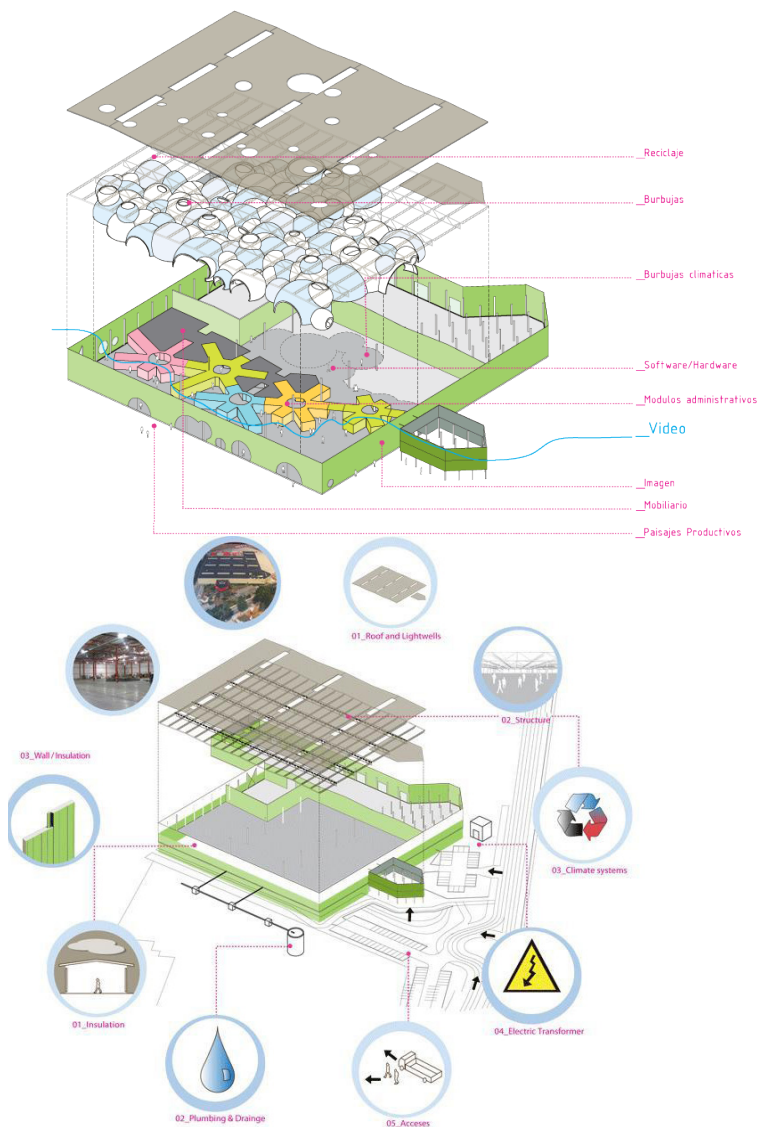 _Reciclaje
_Burbujas
_Burbujas climaticas
_Software/Hardware
_Modulos administrativos
_Video
_Imagen
_Mobiliario
_Paisajes Productivos
01_Roof and Lightwells
02_Structure
03_Wall / Insulation
03_Climate systems
01_Insulation
04_Electric Transformer
02_Plumbing & Drainge
05_Acceses